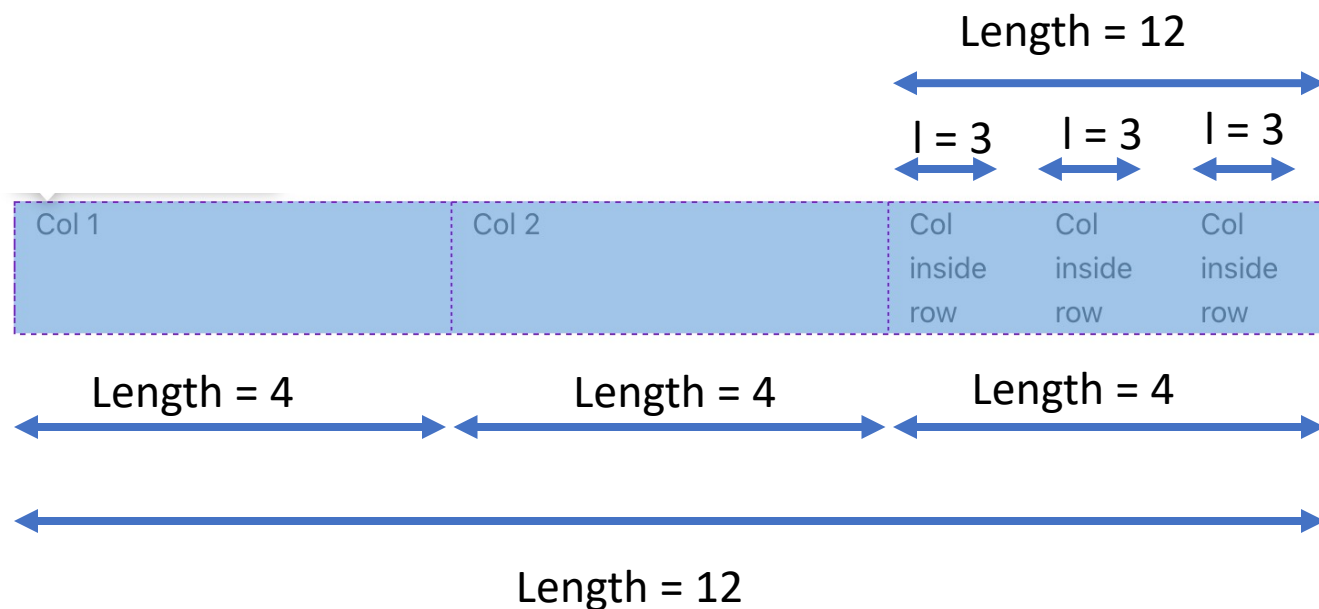 Length = 12
l = 3 l = 3 l = 3
Col 1 Col 2 Col Col Col
inside inside inside
row row row
Length = 4 Length = 4 Length = 4
Length = 12